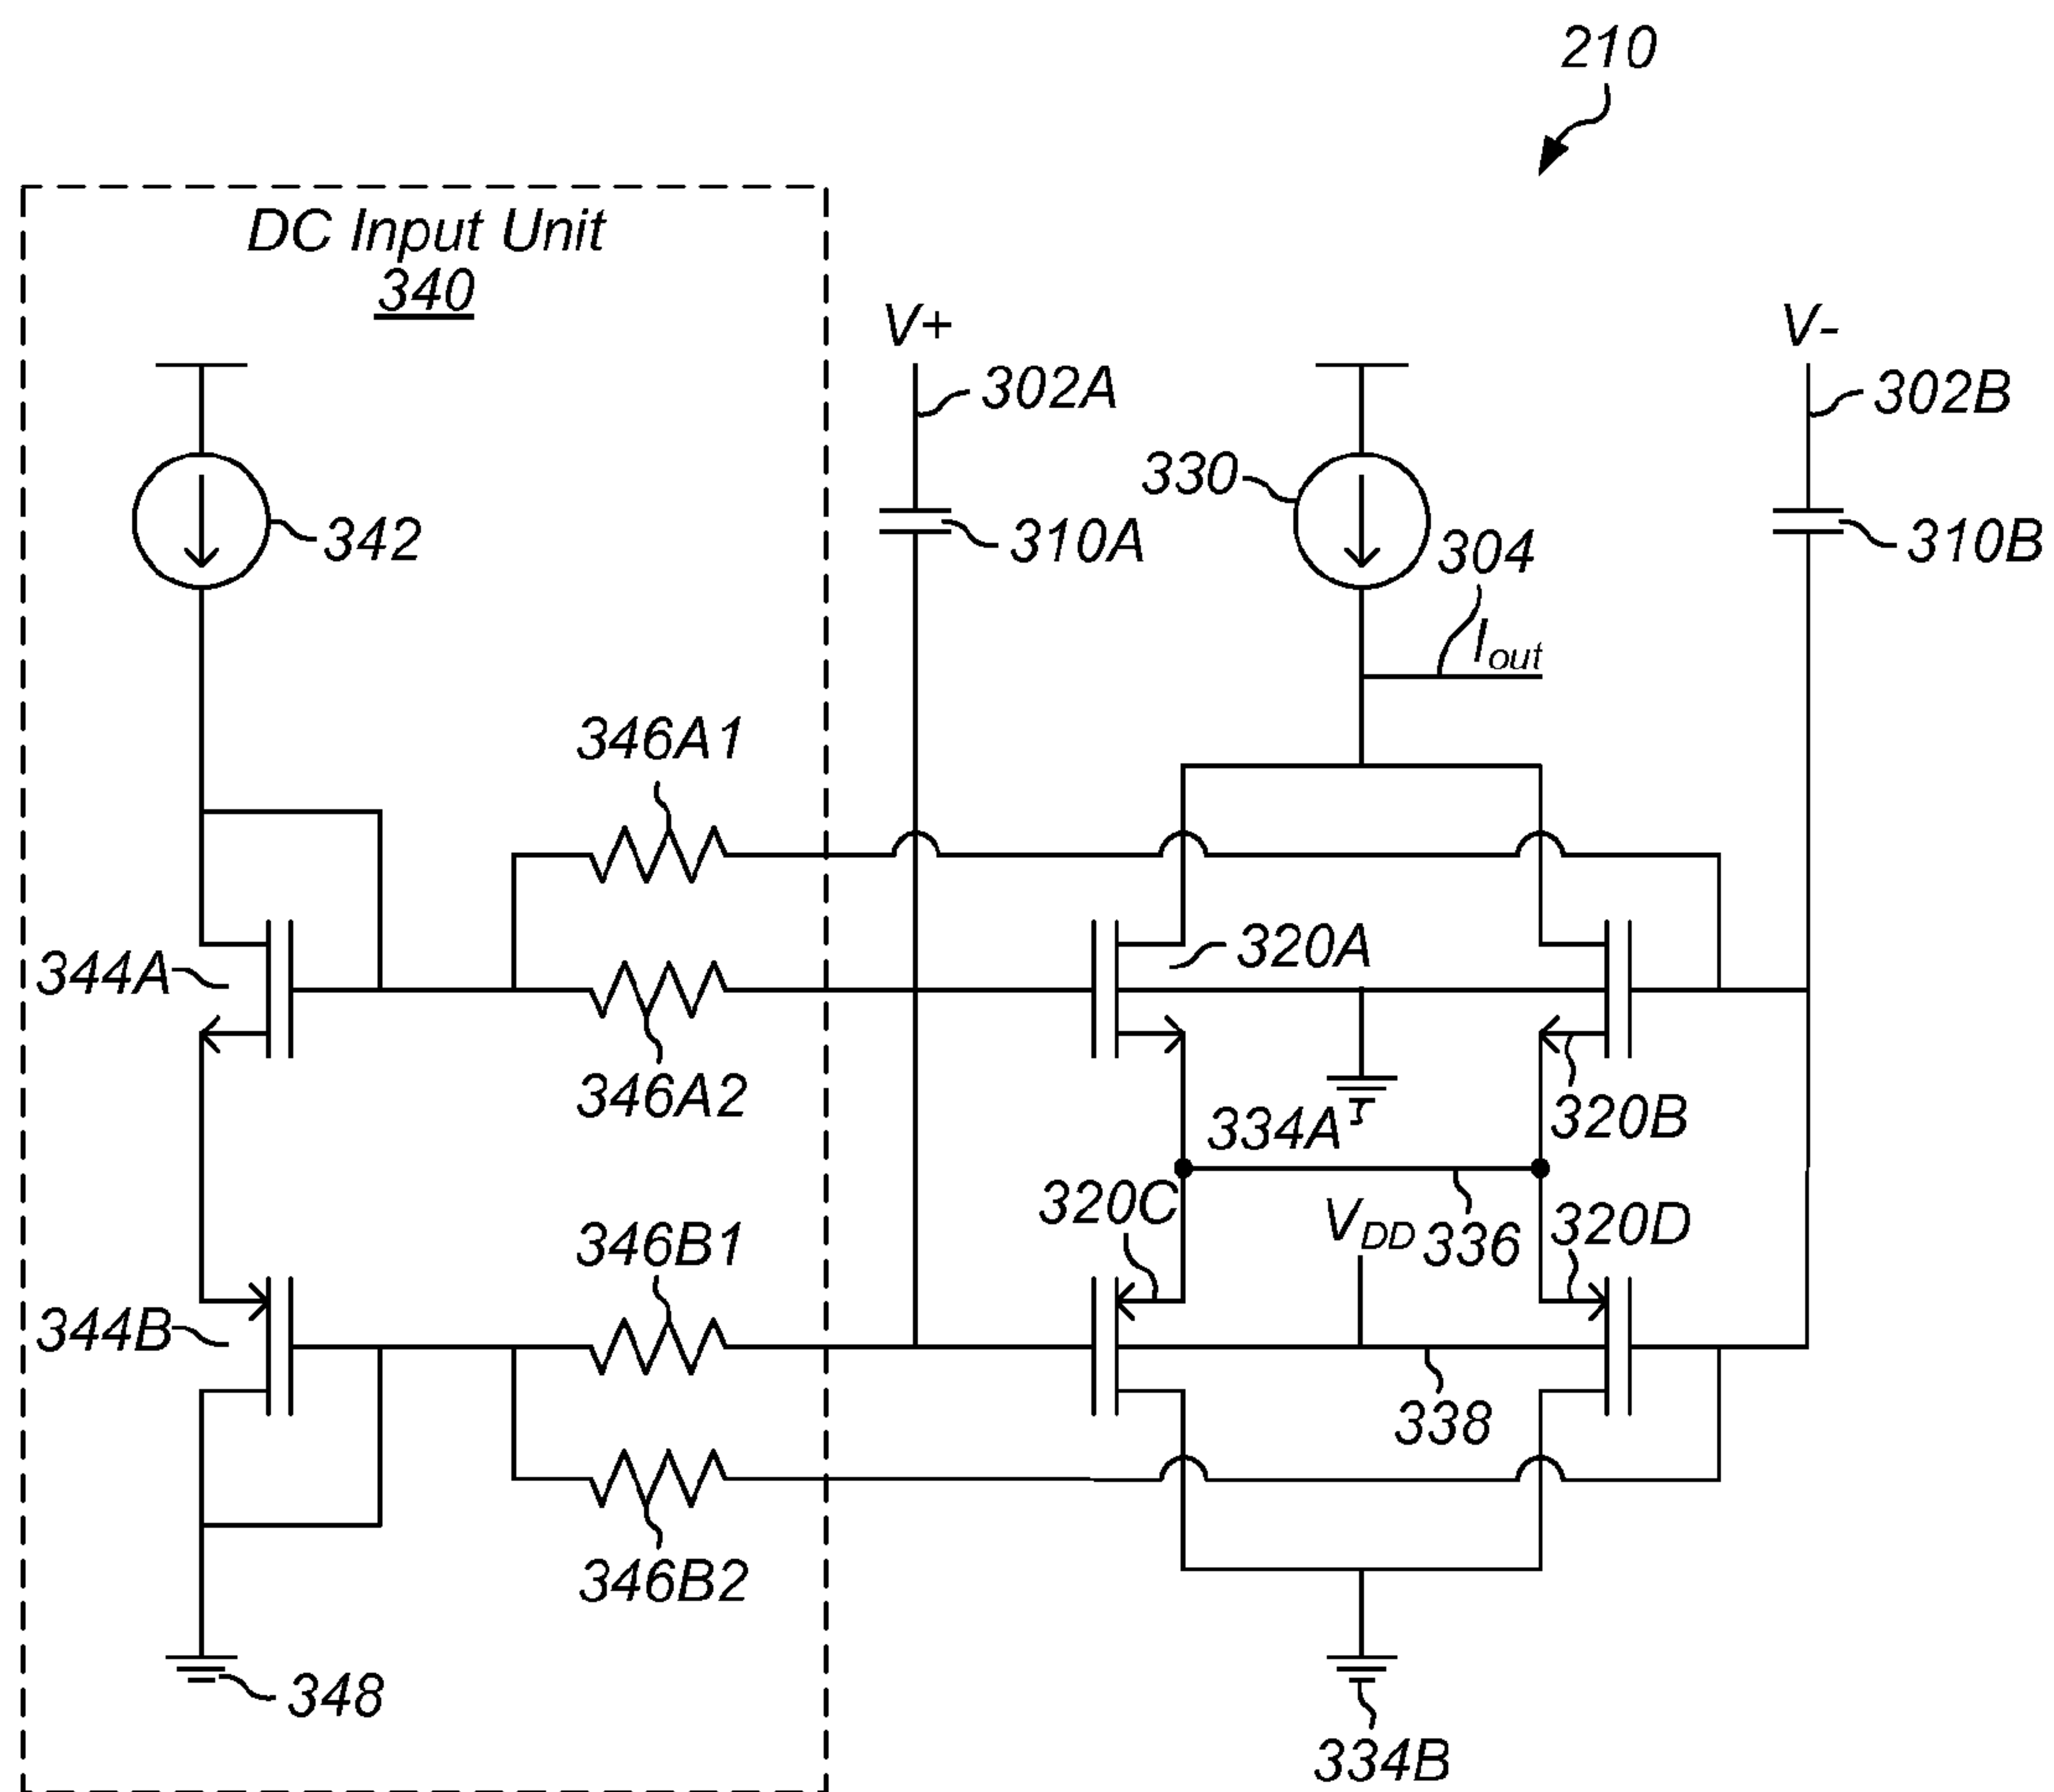 210
DC Input Unit
340
V+
V-
302A
302B
330
304
342
310A
310B
Iout
346A1
344A
320A
346A2
334A
320B
320C
346B1
VDD
336
320D
344B
338
346B2
348
334B